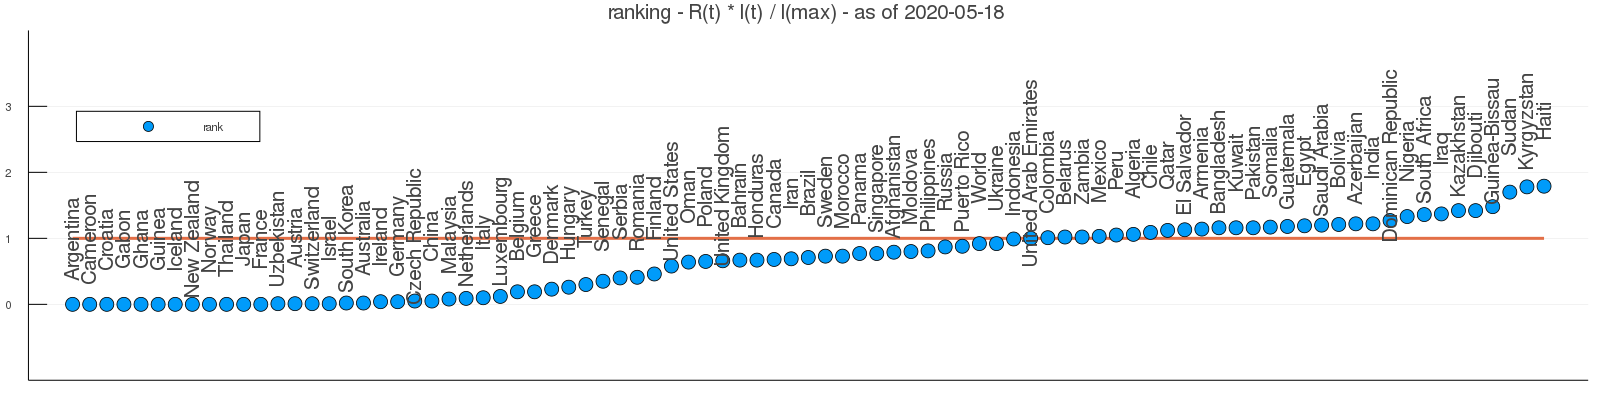 ranking - R(t) * I(t) / I(max) - as of 2020-05-18
3
2
1
0
rank
Argentina
Cameroon
Croatia
Gabon
Ghana
Guinea
Iceland
New Zealand
Norway
Thailand
Japan
France
Uzbekistan
Austria
Switzerland
Israel
South Korea
Australia
Ireland
Germany
Czech Republic
China
Malaysia
Netherlands
Italy
Luxembourg
Belgium
Greece
Denmark
Hungary
Turkey
Senegal
Serbia
Romania
Finland
United States
Oman
Poland
United Kingdom
Bahrain
Honduras
Canada
Iran
Brazil
Sweden
Morocco
Panama
Singapore
Afghanistan
Moldova
Philippines
Russia
Puerto Rico
World
Ukraine
Indonesia
United Arab Emirates
Colombia
Belarus
Zambia
Mexico
Peru
Algeria
Chile
Qatar
El Salvador
Armenia
Bangladesh
Kuwait
Pakistan
Somalia
Guatemala
Egypt
Saudi Arabia
Bolivia
Azerbaijan
India
Dominican Republic
Nigeria
South Africa
Iraq
Kazakhstan
Djibouti
Guinea-Bissau
Sudan
Kyrgyzstan
Haiti